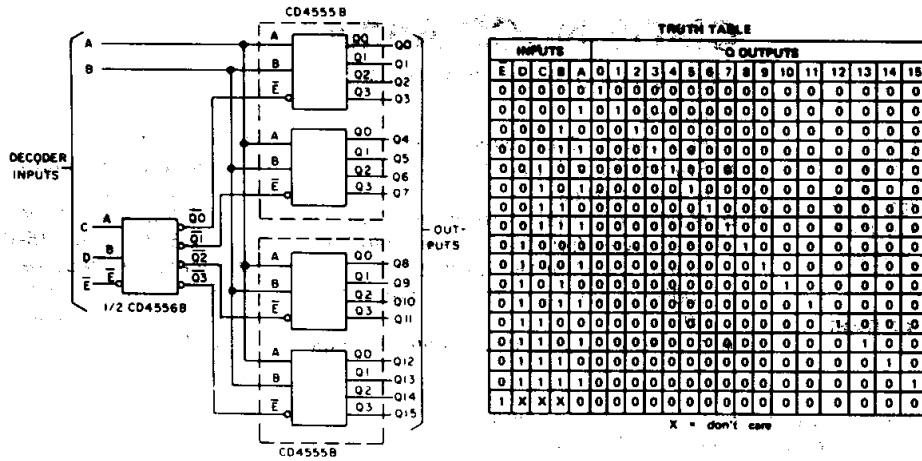 CD4555B
A
B
DECODER
INPUTS
C
D
E̅
A
B
E̅
Q̅0
Q̅1
Q̅2
Q̅3
1/2 CD4556B
A Q0 Q0
B Q1 Q1
Q2 Q2
E̅ Q3 Q3
A Q0 Q4
Q1 Q5
B Q2 Q6
E̅ Q3 Q7
A Q0 Q8
B Q1 Q9
Q2 Q10
E̅ Q3 Q11
A Q0 Q12
B Q1 Q13
Q2 Q14
E̅ Q3 Q15
CD4555B
OUT-
PUTS
TRUTH TABLE
INPUTS Q OUTPUTS
E̅ D C B A 0 1 2 3 4 5 6 7 8 9 10 11 12 13 14 15
0 0 0 0 0 1 0 0 0 0 0 0 0 0 0 0 0 0 0 0 0
0 0 0 0 1 0 1 0 0 0 0 0 0 0 0 0 0 0 0 0 0
0 0 0 1 0 0 0 1 0 0 0 0 0 0 0 0 0 0 0 0 0
0 0 0 1 1 0 0 0 1 0 0 0 0 0 0 0 0 0 0 0 0
0 0 1 0 0 0 0 0 0 1 0 0 0 0 0 0 0 0 0 0 0
0 0 1 0 1 0 0 0 0 0 1 0 0 0 0 0 0 0 0 0 0
0 0 1 1 0 0 0 0 0 0 0 1 0 0 0 0 0 0 0 0 0
0 0 1 1 1 0 0 0 0 0 0 0 1 0 0 0 0 0 0 0 0
0 1 0 0 0 0 0 0 0 0 0 0 0 1 0 0 0 0 0 0 0
0 1 0 0 1 0 0 0 0 0 0 0 0 0 1 0 0 0 0 0 0
0 1 0 1 0 0 0 0 0 0 0 0 0 0 0 1 0 0 0 0 0
0 1 0 1 1 0 0 0 0 0 0 0 0 0 0 0 1 0 0 0 0
0 1 1 0 0 0 0 0 0 0 0 0 0 0 0 0 0 1 0 0 0
0 1 1 0 1 0 0 0 0 0 0 0 0 0 0 0 0 0 1 0 0
0 1 1 1 0 0 0 0 0 0 0 0 0 0 0 0 0 0 0 1 0
0 1 1 1 1 0 0 0 0 0 0 0 0 0 0 0 0 0 0 0 1
1 X X X 0 0 0 0 0 0 0 0 0 0 0 0 0 0 0 0 0
X = don't care